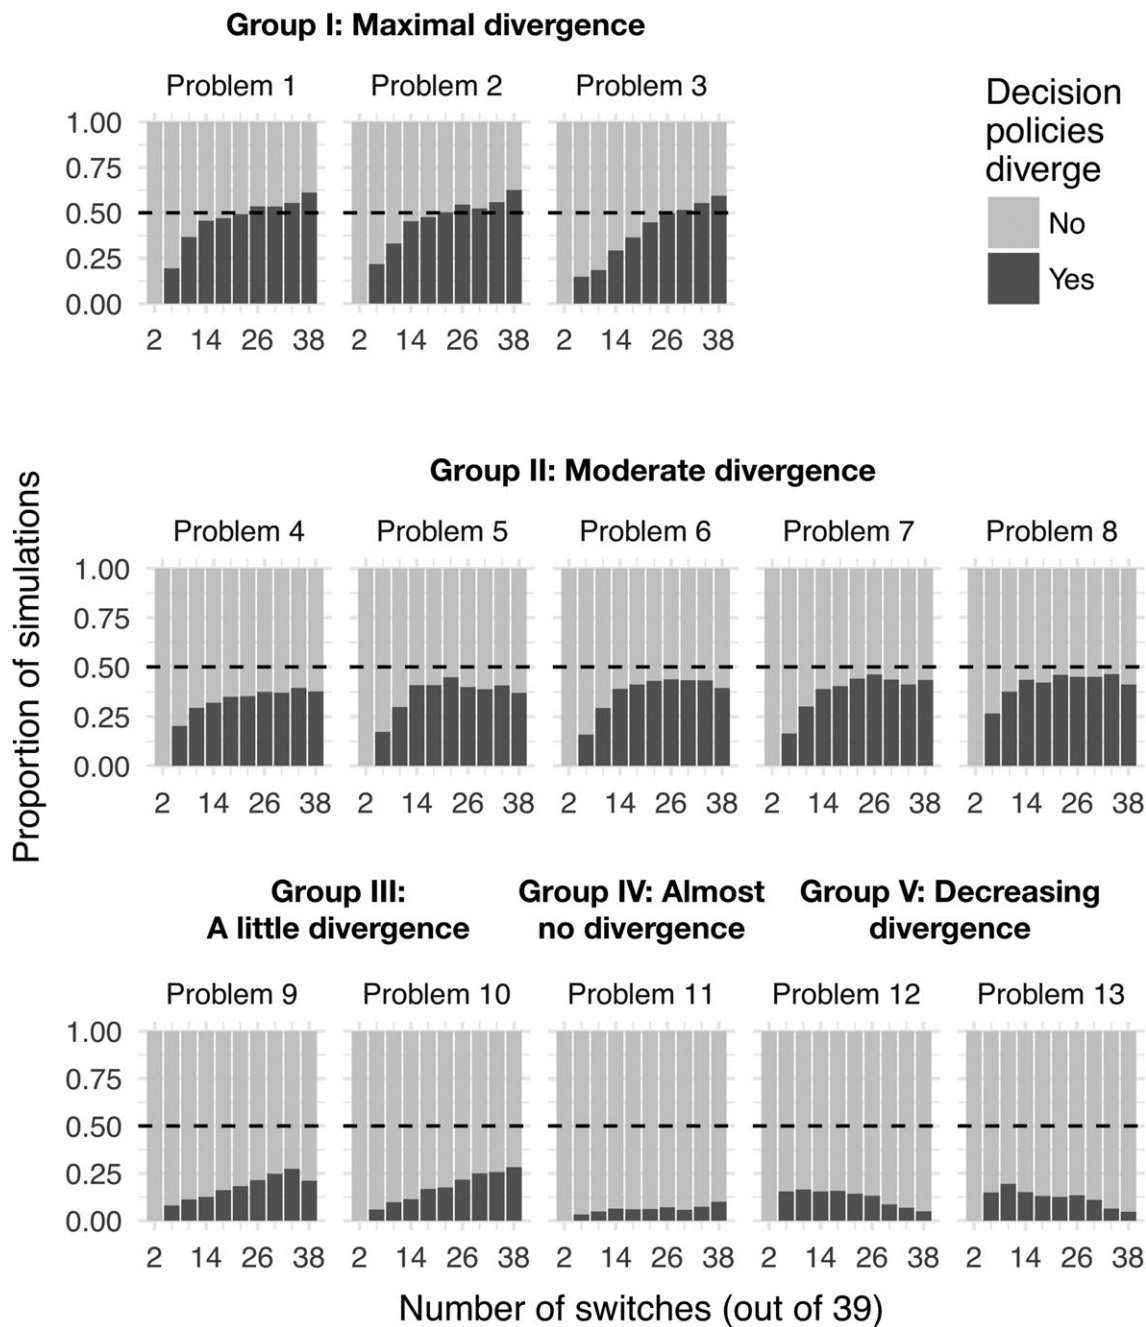 Group I: Maximal divergence
Problem 1 Problem 2 Problem 3
1.00
0.75
0.50
0.25
0.00
2 14 26 38 2 14 26 38 2 14 26 38
Decision
policies
diverge
No
Yes
Proportion of simulations
Group II: Moderate divergence
Problem 4 Problem 5 Problem 6 Problem 7 Problem 8
1.00
0.75
0.50
0.25
0.00
2 14 26 38 2 14 26 38 2 14 26 38 2 14 26 38 2 14 26 38
Group III:
A little divergence
Group IV: Almost
no divergence
Group V: Decreasing
divergence
Problem 9 Problem 10 Problem 11 Problem 12 Problem 13
1.00
0.75
0.50
0.25
0.00
2 14 26 38 2 14 26 38 2 14 26 38 2 14 26 38 2 14 26 38
Number of switches (out of 39)